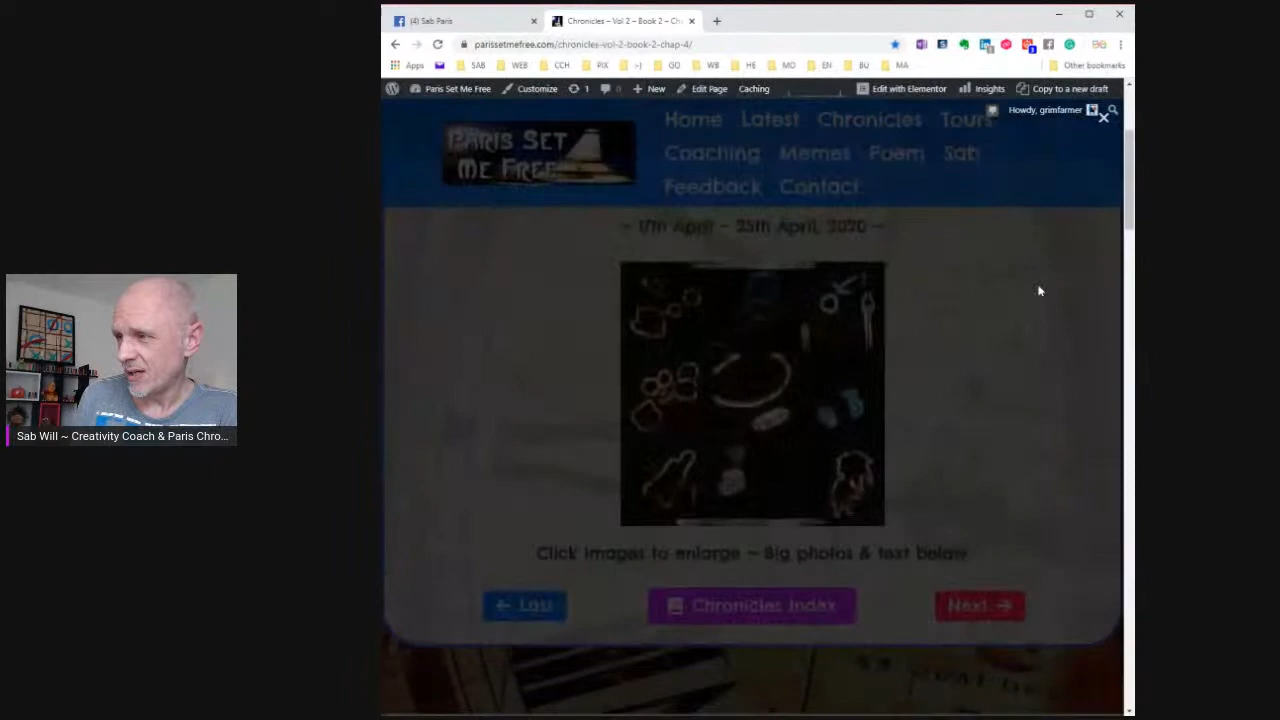 (4) Sab Paris
Chronicles – Vol 2 – Book 2 – Ch
parissetmefree.com/chronicles-vol-2-book-2-chap-4/
Apps SAB WEB CCH PIX :-) GO WB HE MO EN BU MA Other bookmarks
Paris Set Me Free Customize 1 0 New Edit Page Caching Edit with Elementor Insights Copy to a new draft
Howdy, grimfarmer
PARIS SET
ME FREE
Home Latest Chronicles Tours
Coaching Memes Poem Sab
Feedback Contact
~ 17th April – 25th April, 2020 ~
Click images to enlarge ~ Big photos & text below
← Last Chronicles Index Next →
Sab Will ~ Creativity Coach & Paris Chro...